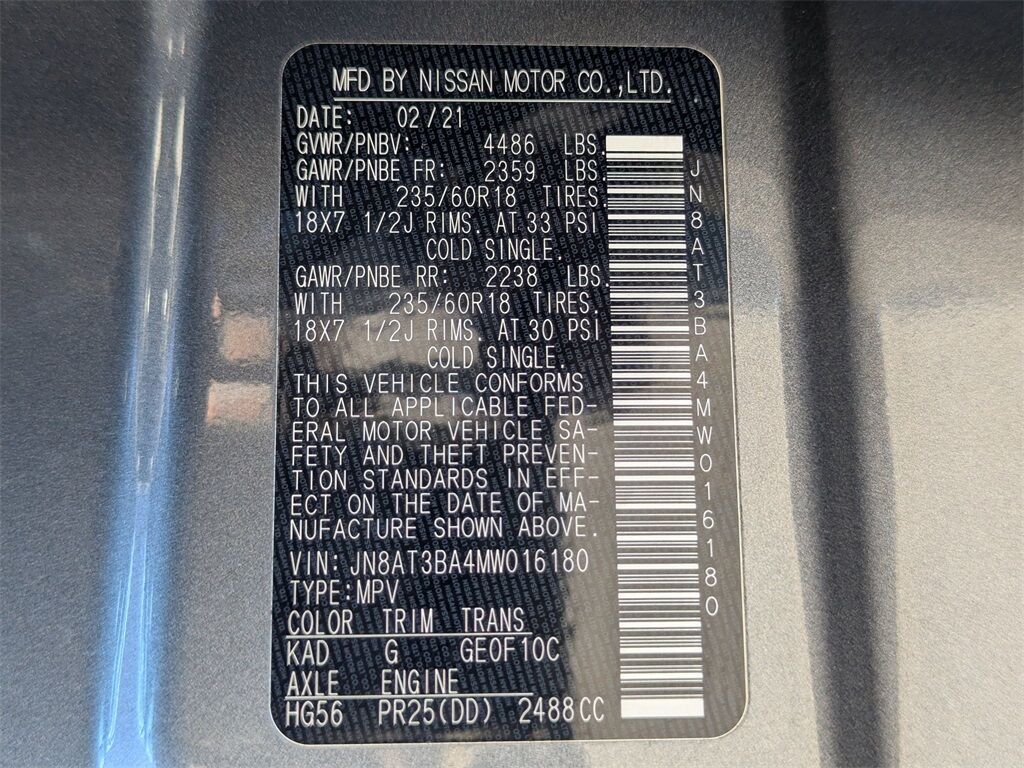 MFD BY NISSAN MOTOR CO.,LTD.
DATE: 02/21
GVWR/PNBV: 4486 LBS.
GAWR/PNBE FR: 2359 LBS.
WITH 235/60R18 TIRES.
18X7 1/2J RIMS. AT 33 PSI
COLD SINGLE.
GAWR/PNBE RR: 2238 LBS.
WITH 235/60R18 TIRES.
18X7 1/2J RIMS. AT 30 PSI
COLD SINGLE.
THIS VEHICLE CONFORMS
TO ALL APPLICABLE FED-
ERAL MOTOR VEHICLE SA-
FETY AND THEFT PREVEN-
TION STANDARDS IN EFF-
ECT ON THE DATE OF MA-
NUFACTURE SHOWN ABOVE.
VIN: JN8AT3BA4MW016180
TYPE:MPV
COLOR TRIM TRANS
KAD G GE0F10C
AXLE ENGINE
HG56 PR25(DD) 2488CC
JN8AT3BA4MW016180